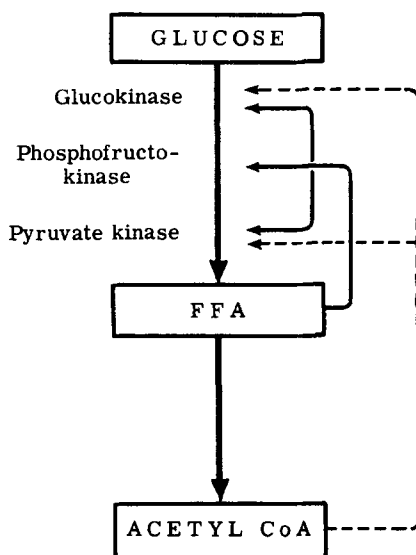 GLUCOSE
Glucokinase
Phosphofructo-
kinase
Pyruvate kinase
FFA
ACETYL CoA